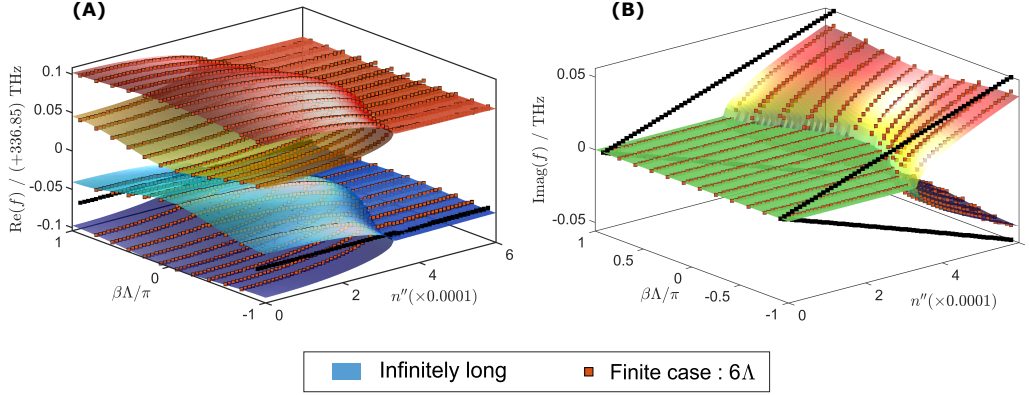 (A)
(B)
Re(f) / (+336.85) THz
0.1
0.05
0
-0.05
-0.1
1
0
-1
βΛ/π
0
2
4
6
n''(×0.0001)
Imag(f) / THz
0.05
0
-0.05
1
0.5
0
-0.5
-1
βΛ/π
0
2
4
n''(×0.0001)
Infinitely long
Finite case : 6Λ